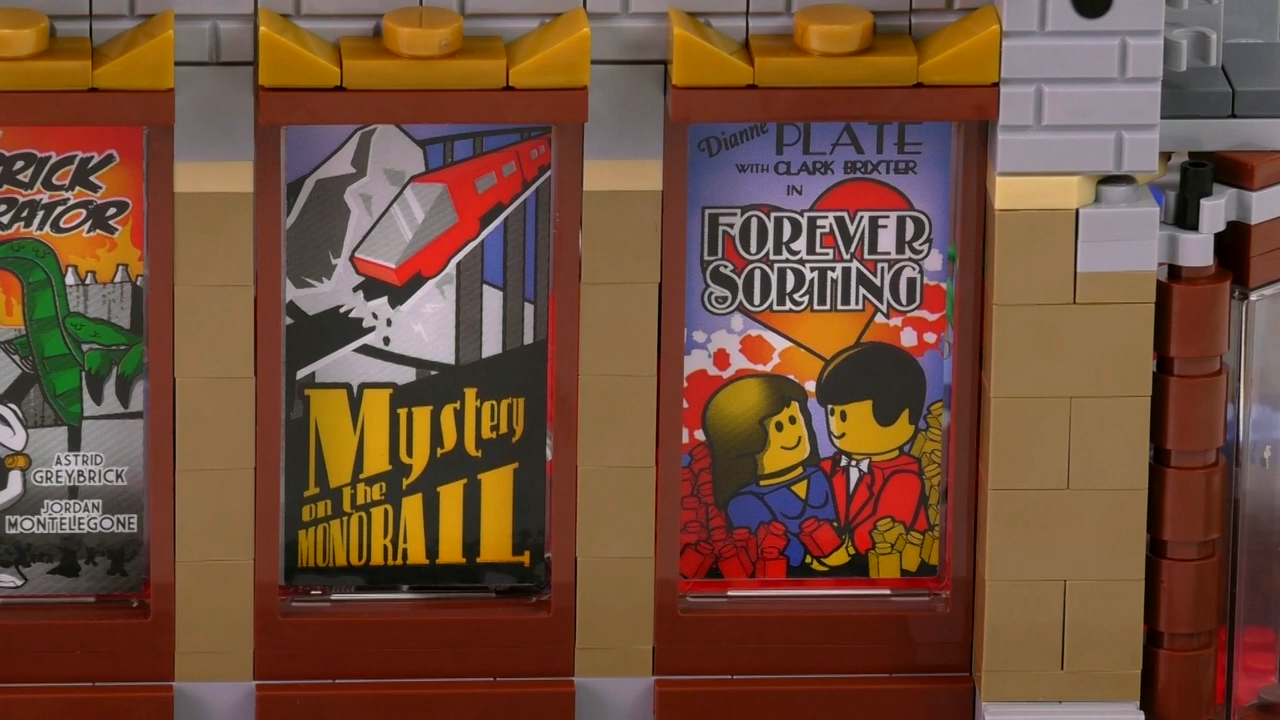 RICK
RATOR
ASTRID
GREYBRICK
JORDAN
MONTELEGONE
Mystery
on the
MONORAIL
Dianne PLATE
WITH CLARK BRIXTER
IN
FOREVER
SORTING